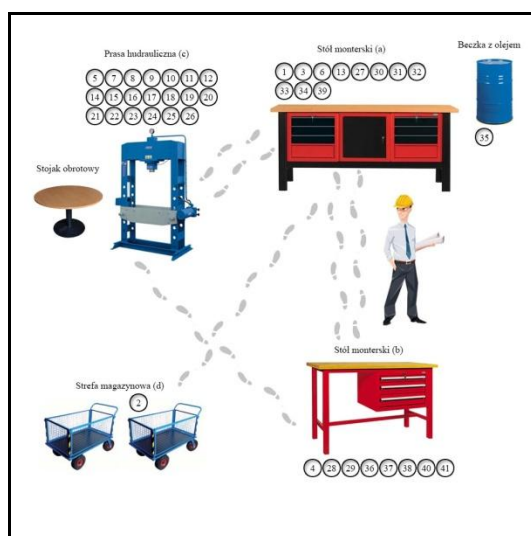 Prasa hudrauliczna (c)
5 7 8 9 10 11 12
14 15 16 17 18 19 20
21 22 23 24 25 26
Stół monterski (a)
1 3 6 13 27 30 31 32
33 34 39
Beczka z olejem
35
Stojak obrotowy
Stół monterski (b)
4 28 29 36 37 38 40 41
Strefa magazynowa (d)
2